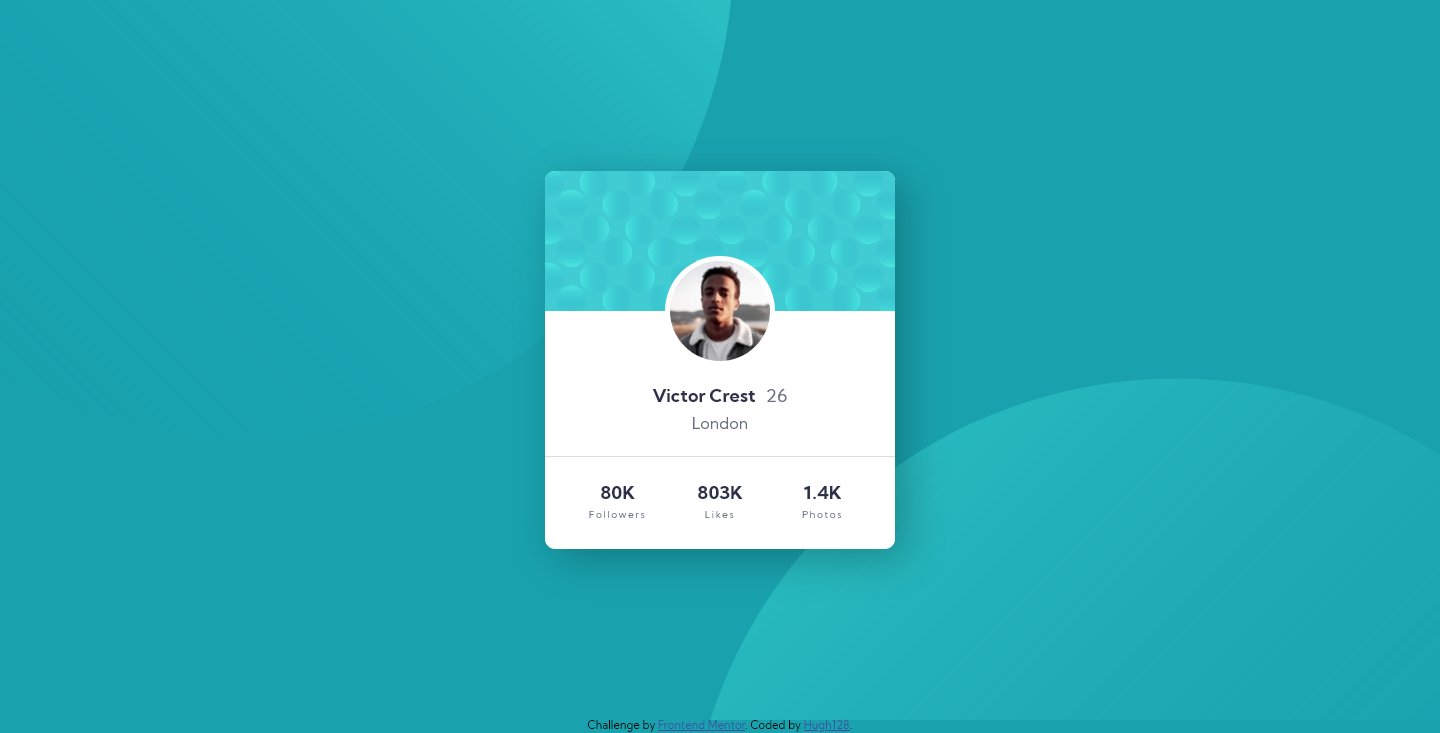 Victor Crest 26
London
80K 803K 1.4K
Followers Likes Photos
Challenge by Frontend Mentor. Coded by Hugh128.